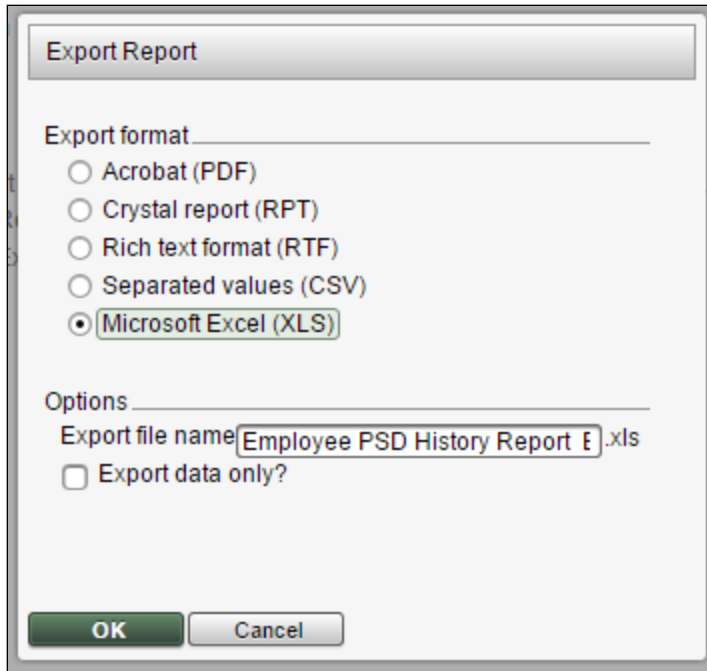 Export Report
Export format
Acrobat (PDF)
Crystal report (RPT)
Rich text format (RTF)
Separated values (CSV)
Microsoft Excel (XLS)
Options
Export file name Employee PSD History Report E .xls
Export data only?
OK Cancel